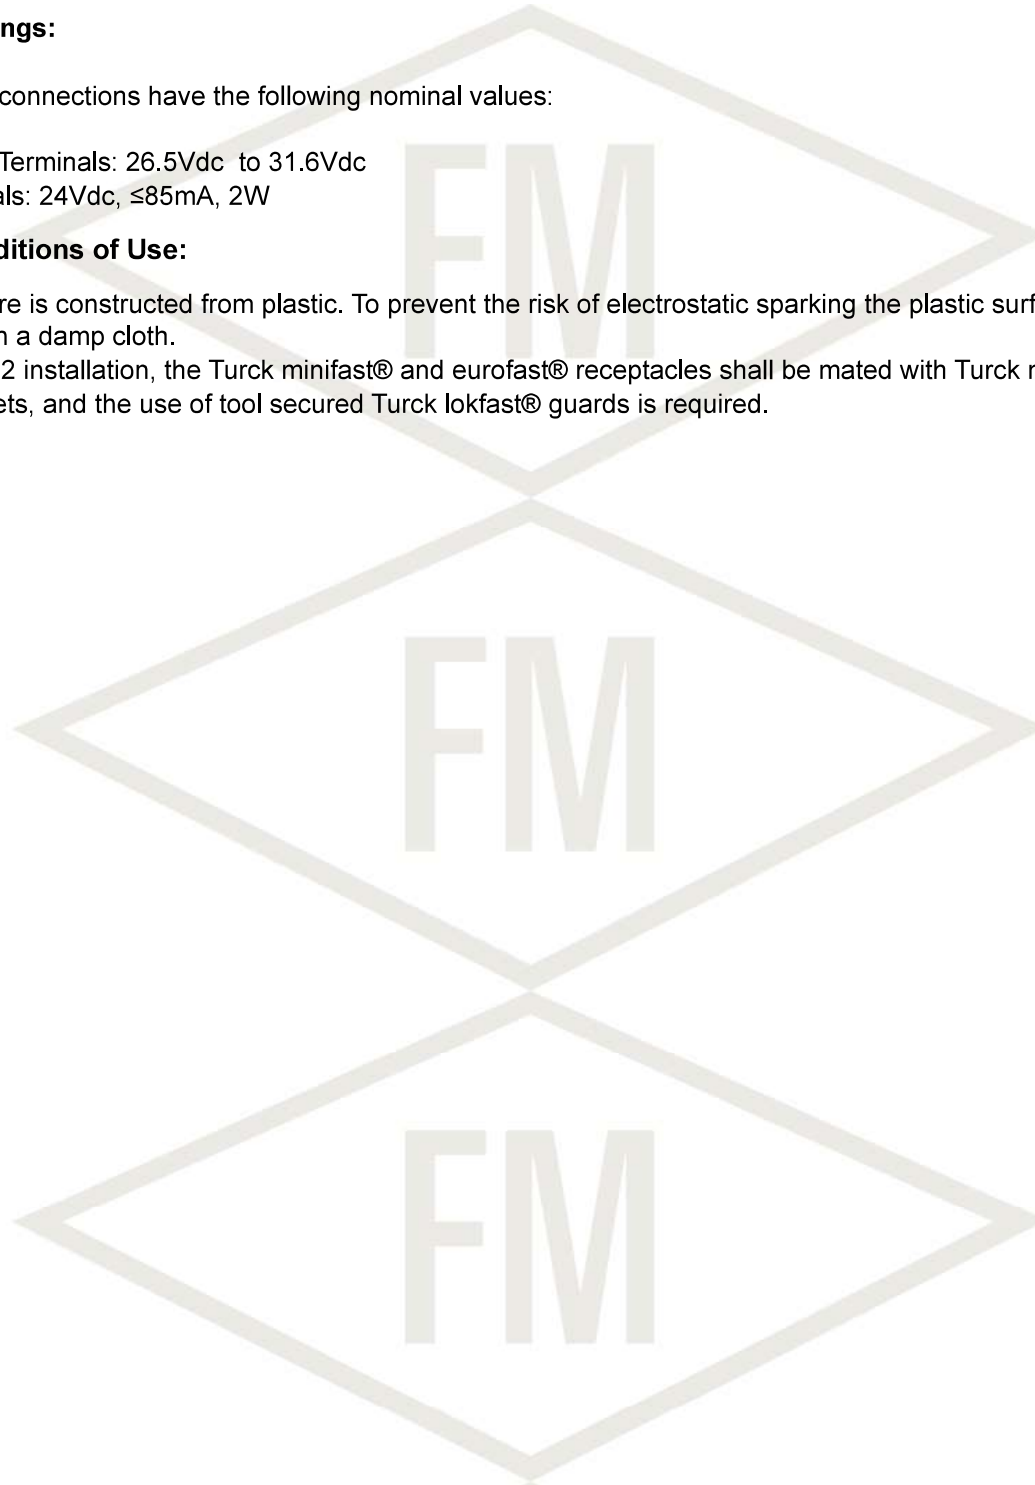 ngs:
connections have the following nominal values:
Terminals: 26.5Vdc to 31.6Vdc
als: 24Vdc, ≤85mA, 2W
ditions of Use:
re is constructed from plastic. To prevent the risk of electrostatic sparking the plastic surf
n a damp cloth.
2 installation, the Turck minifast® and eurofast® receptacles shall be mated with Turck
ets, and the use of tool secured Turck lokfast® guards is required.
FM
FM
FM